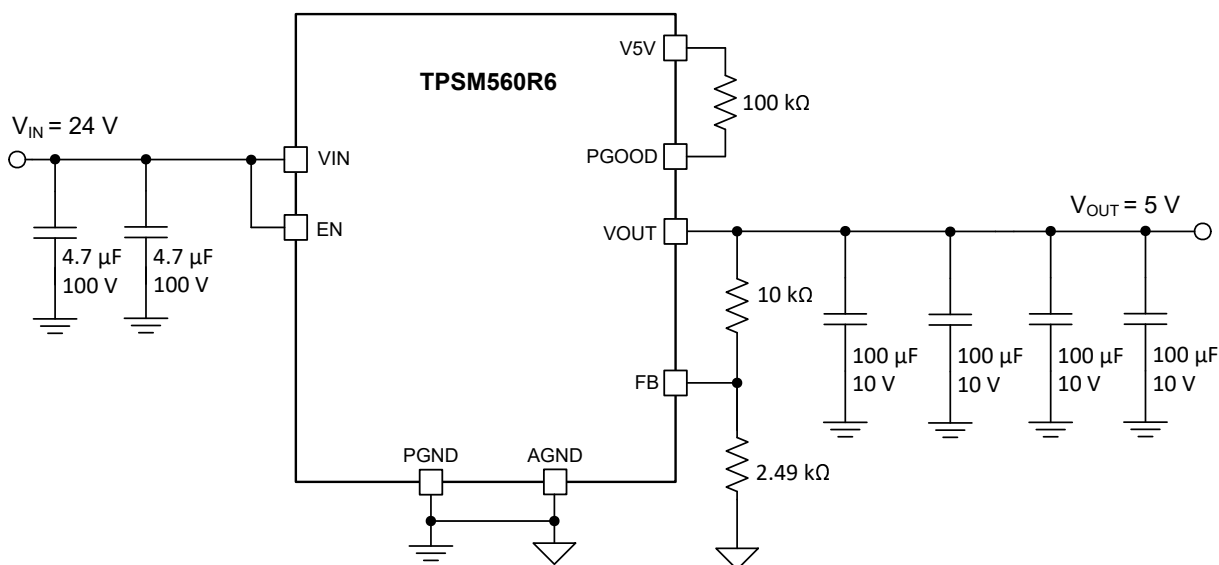 V5V
TPSM560R6
100 kΩ
V_IN = 24 V
VIN
PGOOD
EN
VOUT
V_OUT = 5 V
4.7 µF
100 V
4.7 µF
100 V
10 kΩ
100 µF
10 V
100 µF
10 V
100 µF
10 V
100 µF
10 V
FB
PGND
AGND
2.49 kΩ